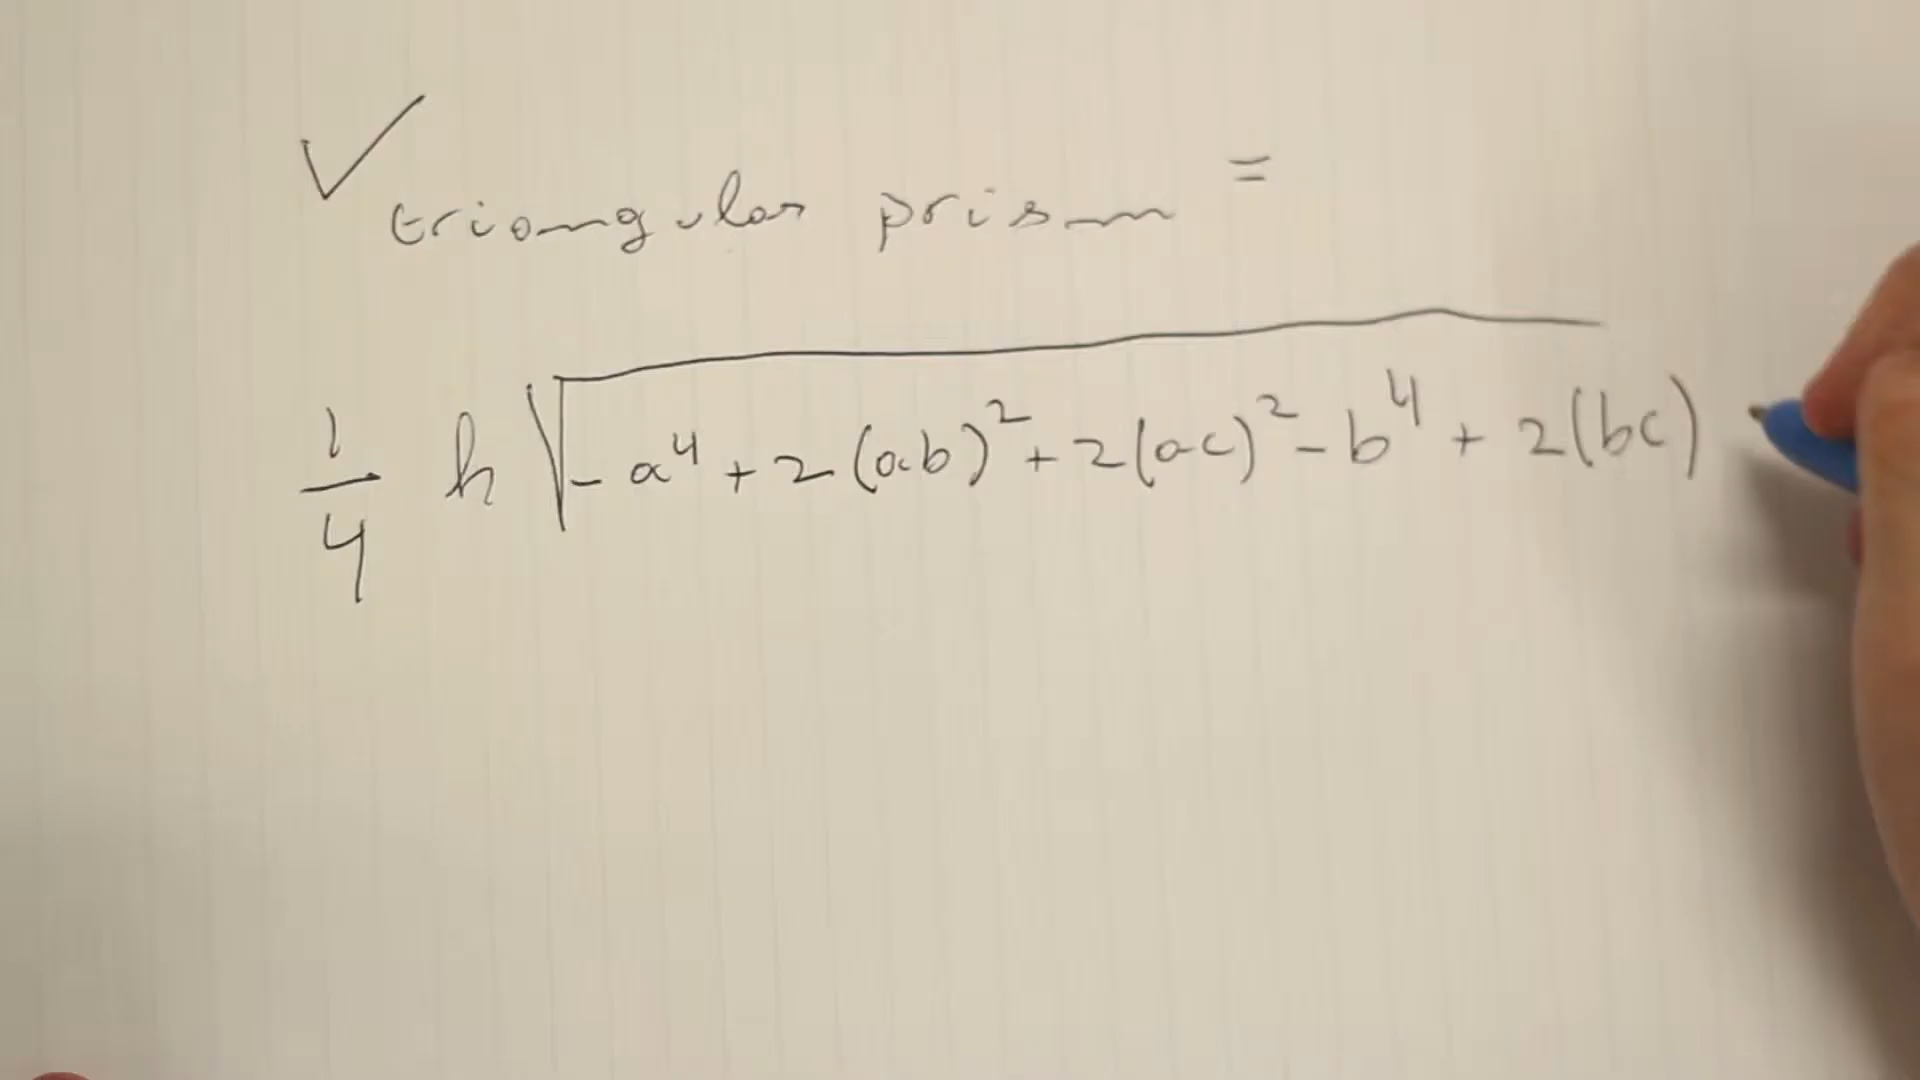 V triangular prism =
1/4 h √(-a⁴ + 2(ab)² + 2(ac)² - b⁴ + 2(bc)